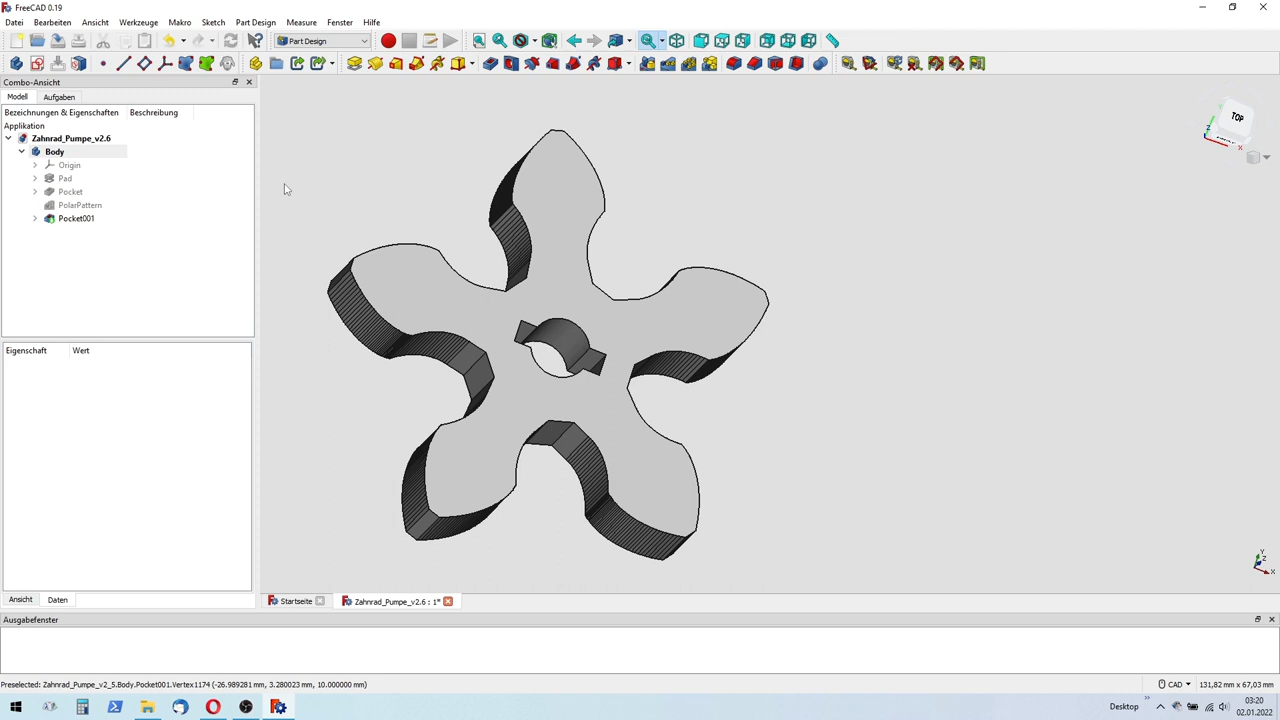 FreeCAD 0.19
Datei Bearbeiten Ansicht Werkzeuge Makro Sketch Part Design Measure Fenster Hilfe
Part Design
Combo-Ansicht
Modell Aufgaben
Bezeichnungen & Eigenschaften Beschreibung
Applikation
Zahnrad_Pumpe_v2.6
Body
Origin
Pad
Pocket
PolarPattern
Pocket001
TOP
Eigenschaft Wert
Ansicht Daten
Startseite Zahnrad_Pumpe_v2.6 : 1*
Ausgabefenster
Preselected: Zahnrad_Pumpe_v2_5.Body.Pocket001.Vertex1174 (-26.989281 mm, 3.280023 mm, 10.000000 mm)
CAD 131,82 mm x 67,03 mm
Desktop 03:20
02.01.2022